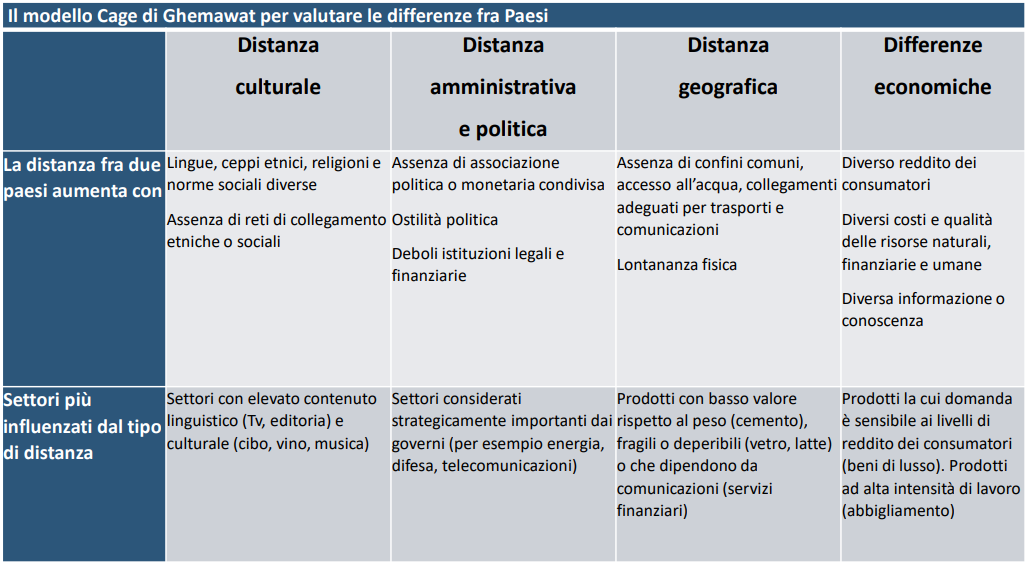 Il modello Cage di Ghemawat per valutare le differenze fra Paesi
Distanza
culturale
Distanza
amministrativa
e politica
Distanza
geografica
Differenze
economiche
La distanza fra due
paesi aumenta con
Lingue, ceppi etnici, religioni e
norme sociali diverse
Assenza di reti di collegamento
etniche o sociali
Assenza di associazione
politica o monetaria condivisa
Ostilità politica
Deboli istituzioni legali e
finanziarie
Assenza di confini comuni,
accesso all’acqua, collegamenti
adeguati per trasporti e
comunicazioni
Lontananza fisica
Diverso reddito dei
consumatori
Diversi costi e qualità
delle risorse naturali,
finanziarie e umane
Diversa informazione o
conoscenza
Settori più
influenzati dal tipo
di distanza
Settori con elevato contenuto
linguistico (Tv, editoria) e
culturale (cibo, vino, musica)
Settori considerati
strategicamente importanti dai
governi (per esempio energia,
difesa, telecomunicazioni)
Prodotti con basso valore
rispetto al peso (cemento),
fragili o deperibili (vetro, latte)
o che dipendono da
comunicazioni (servizi
finanziari)
Prodotti la cui domanda
è sensibile ai livelli di
reddito dei consumatori
(beni di lusso). Prodotti
ad alta intensità di lavoro
(abbigliamento)